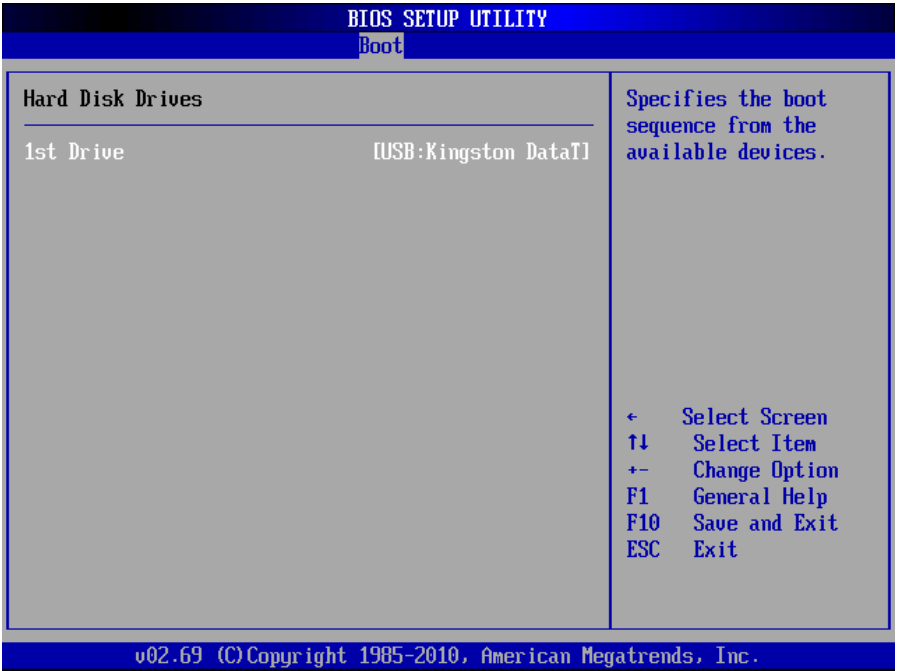 BIOS SETUP UTILITY
Boot
Hard Disk Drives
1st Drive [USB:Kingston DataT]
Specifies the boot
sequence from the
available devices.
← Select Screen
↑↓ Select Item
+- Change Option
F1 General Help
F10 Save and Exit
ESC Exit
v02.69 (C)Copyright 1985-2010, American Megatrends, Inc.